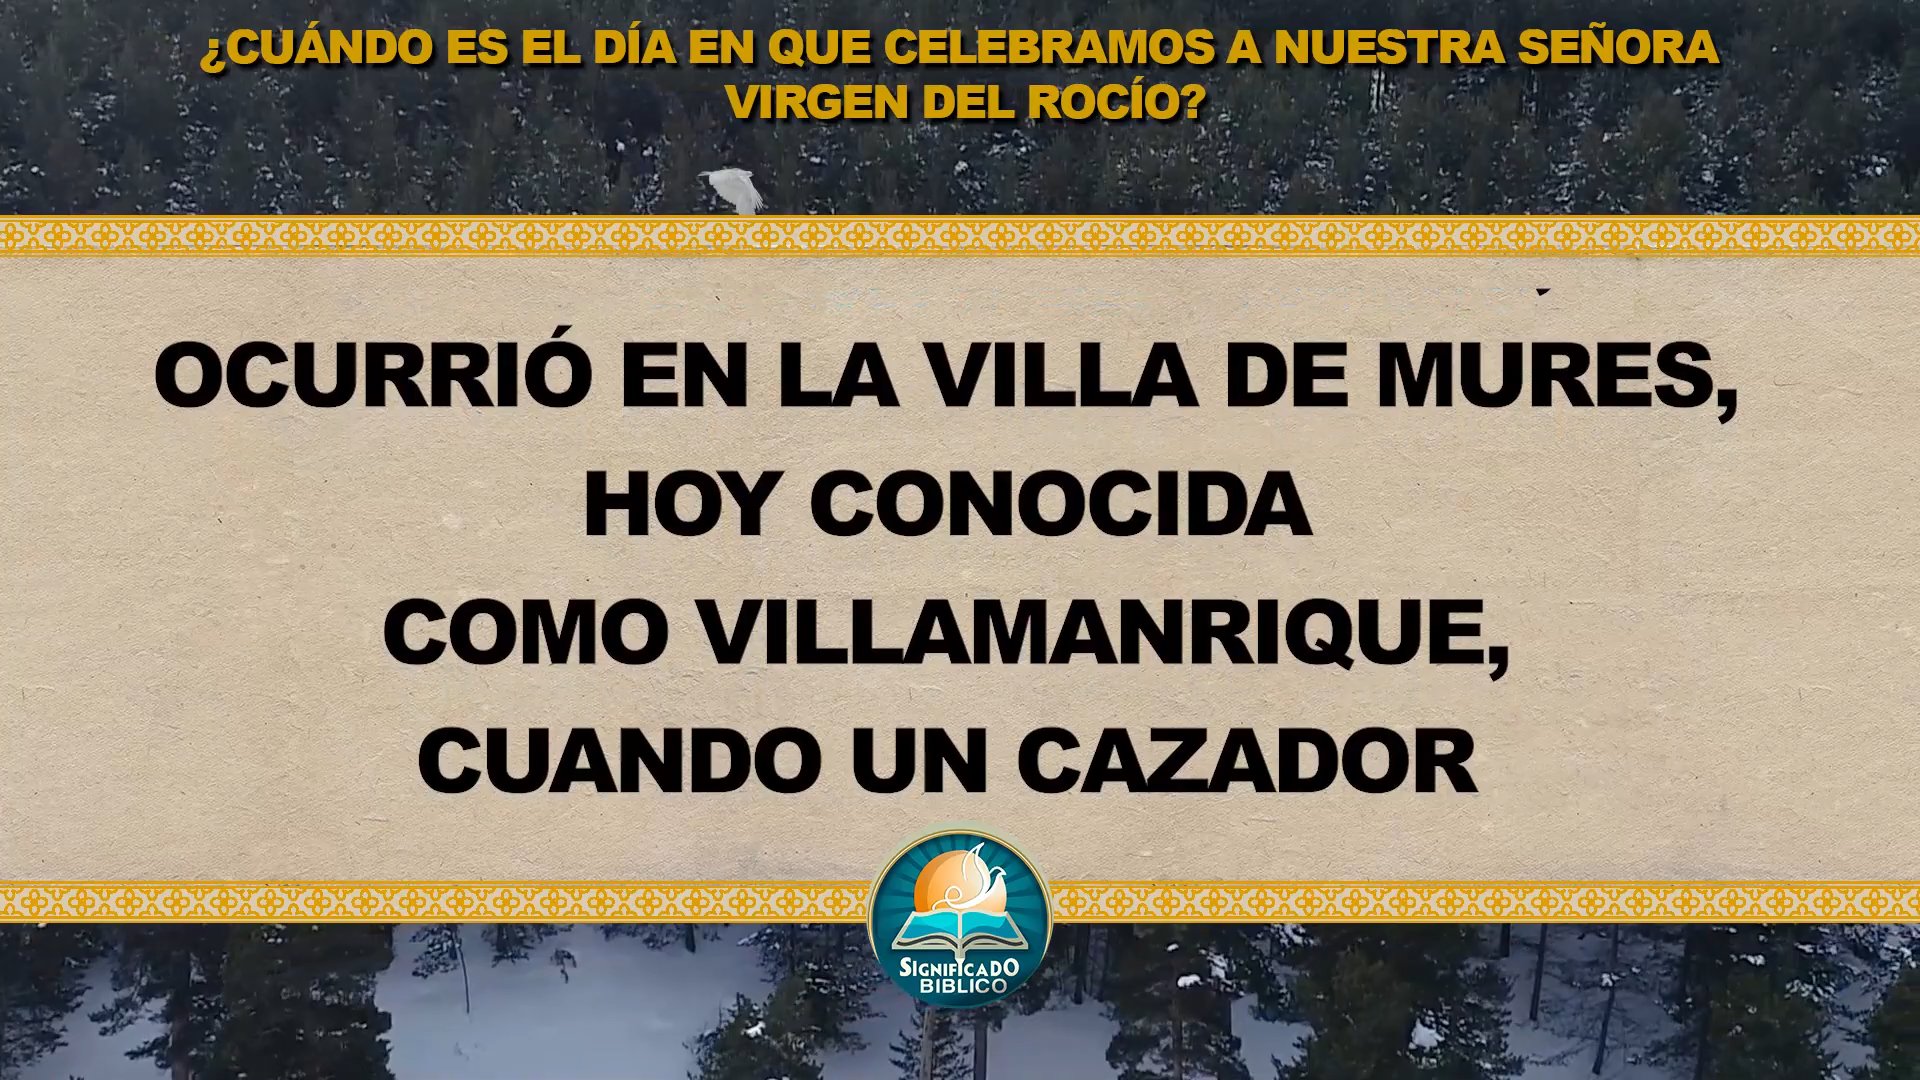 ¿CUÁNDO ES EL DÍA EN QUE CELEBRAMOS A NUESTRA SEÑORA
VIRGEN DEL ROCÍO?
OCURRIÓ EN LA VILLA DE MURES,
HOY CONOCIDA
COMO VILLAMANRIQUE,
CUANDO UN CAZADOR
SIGNIFICADO
BIBLICO